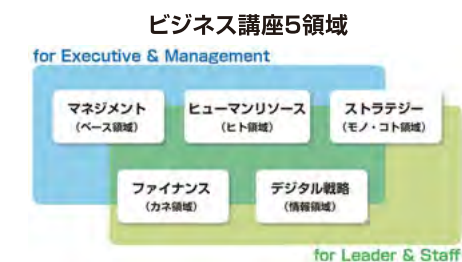 ビジネス講座5領域
for Executive & Management
マネジメント
（ベース領域）
ヒューマンリソース
（ヒト領域）
ストラテジー
（モノ・コト領域）
ファイナンス
（カネ領域）
デジタル戦略
（情報領域）
for Leader & Staff